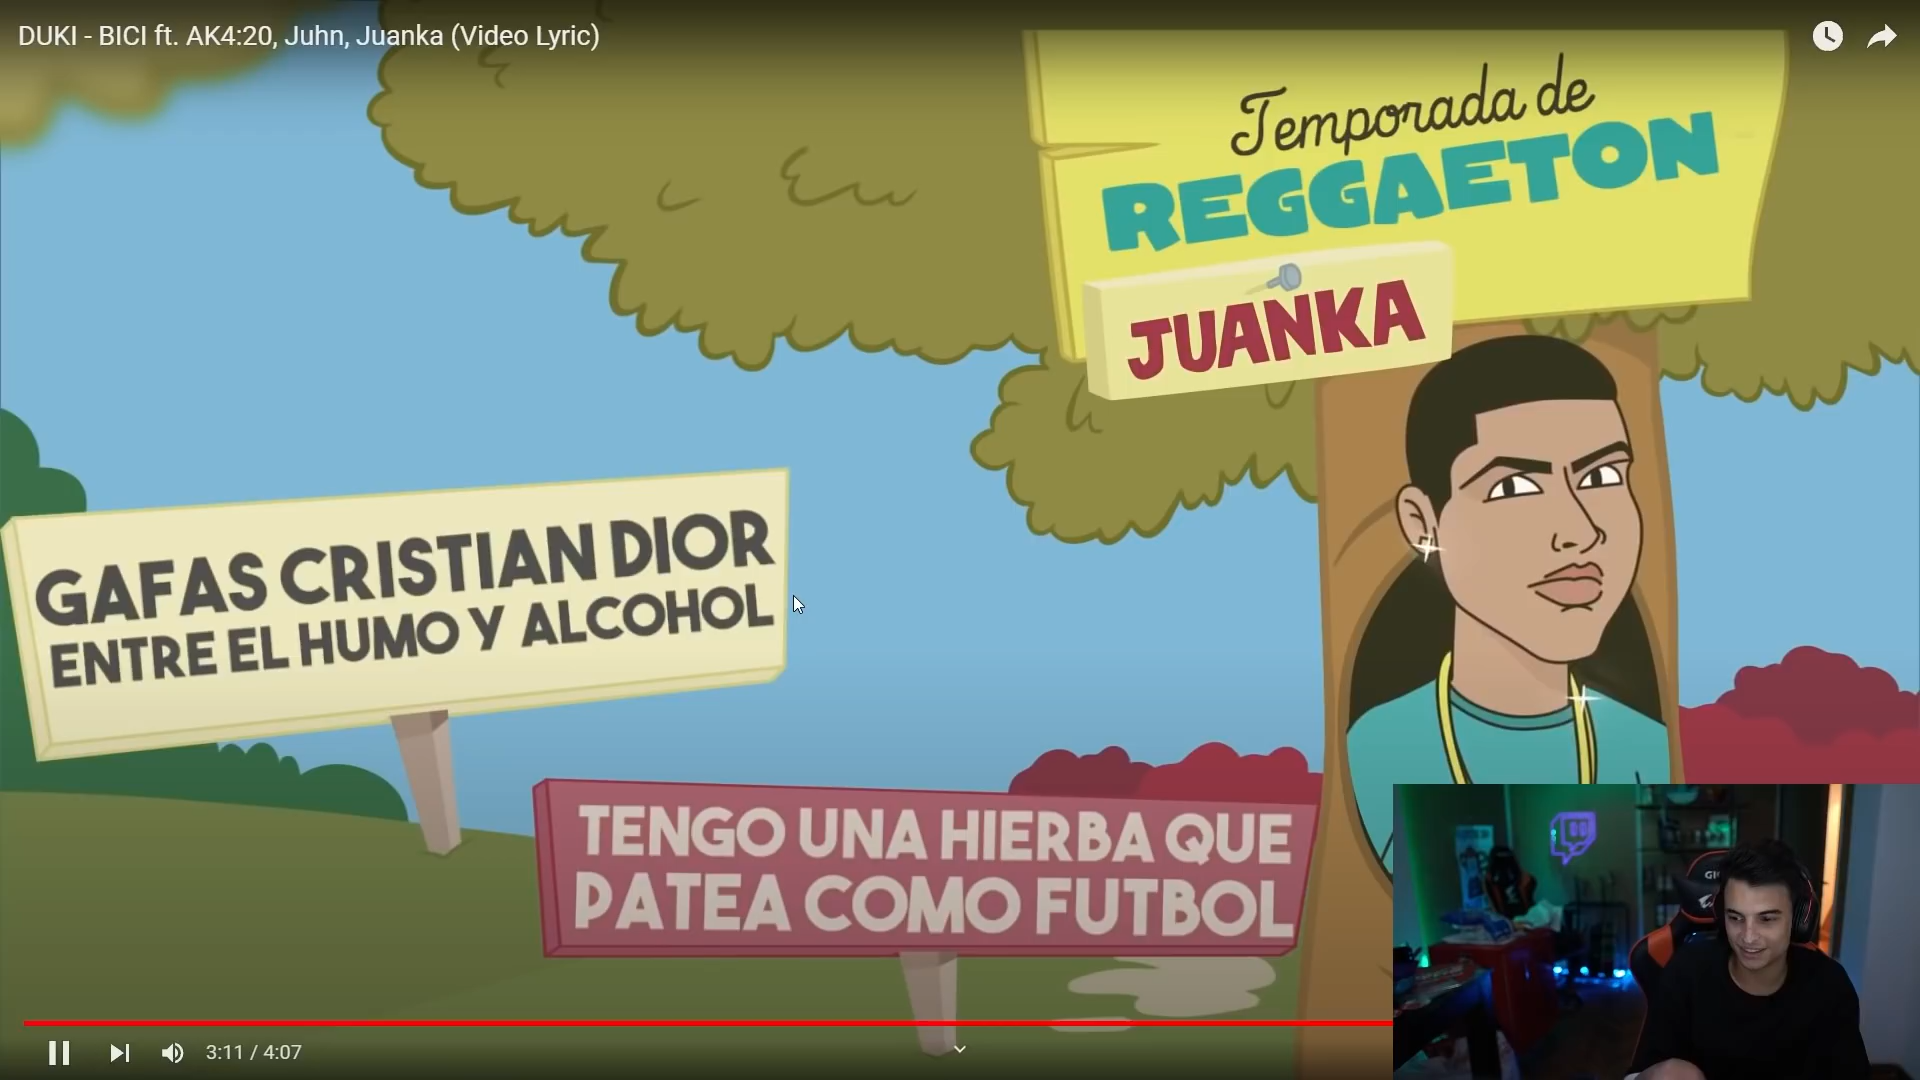 DUKI - BICI ft. AK4:20, Juhn, Juanka (Video Lyric)
Temporada de
REGGAETON
JUANKA
GAFAS CRISTIAN DIOR
ENTRE EL HUMO Y ALCOHOL
TENGO UNA HIERBA QUE
PATEA COMO FUTBOL
3:11 / 4:07